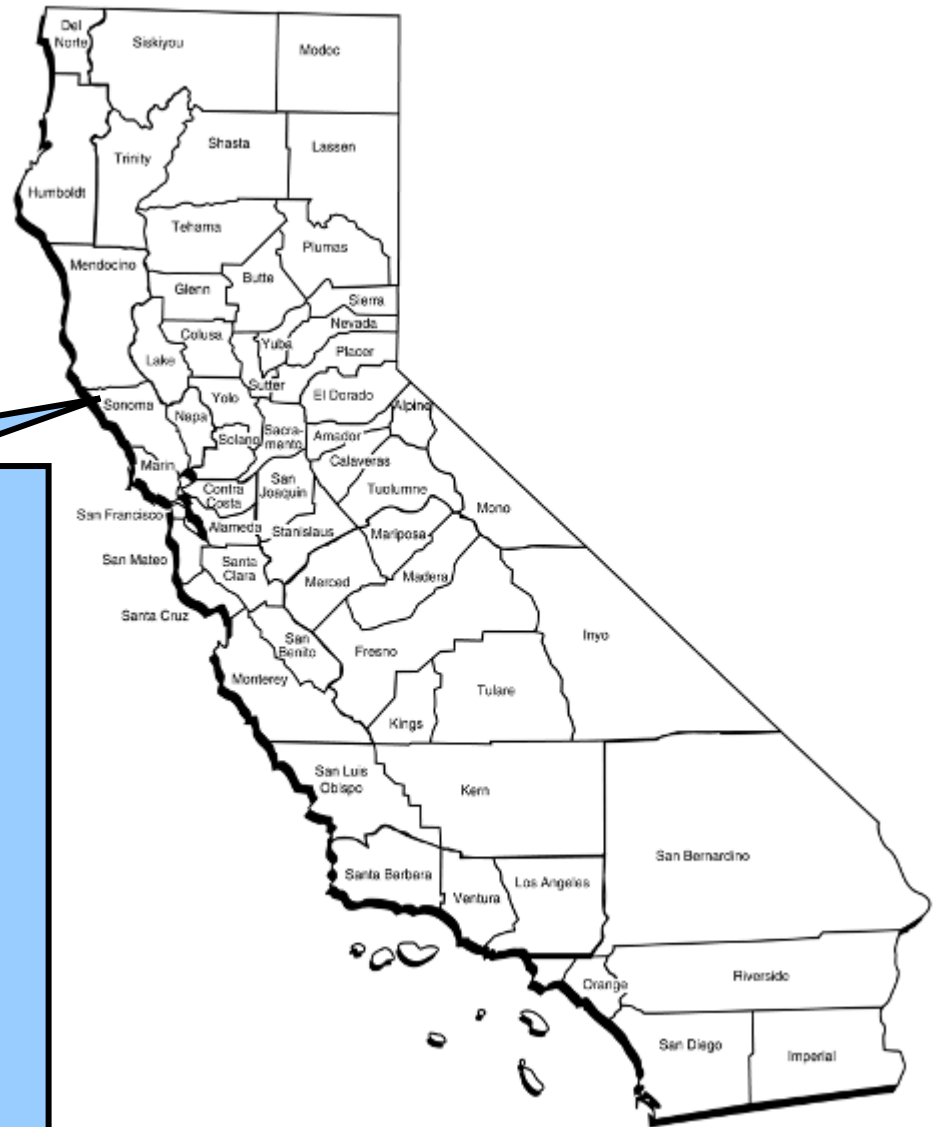 Del
Norte
Siskiyou
Modoc
Shasta
Lassen
Trinity
Humboldt
Tehama
Plumas
Mendocino
Butte
Glenn
Sierra
Nevada
Colusa
Yuba
Placer
Lake
Sutter
El Dorado
Sonoma
Yolo
Napa
Alpine
Sacra-
mento
Solano
Amador
Calaveras
Marin
San
Joaquin
Contra
Costa
Tuolumne
Mono
San Francisco
Alameda
Stanislaus
Mariposa
San Mateo
Santa
Clara
Merced
Madera
Santa Cruz
San
Benito
Inyo
Fresno
Monterey
Tulare
Kings
San Luis
Obispo
Kern
San Bernardino
Santa Barbara
Los Angeles
Ventura
Riverside
Orange
San Diego
Imperial